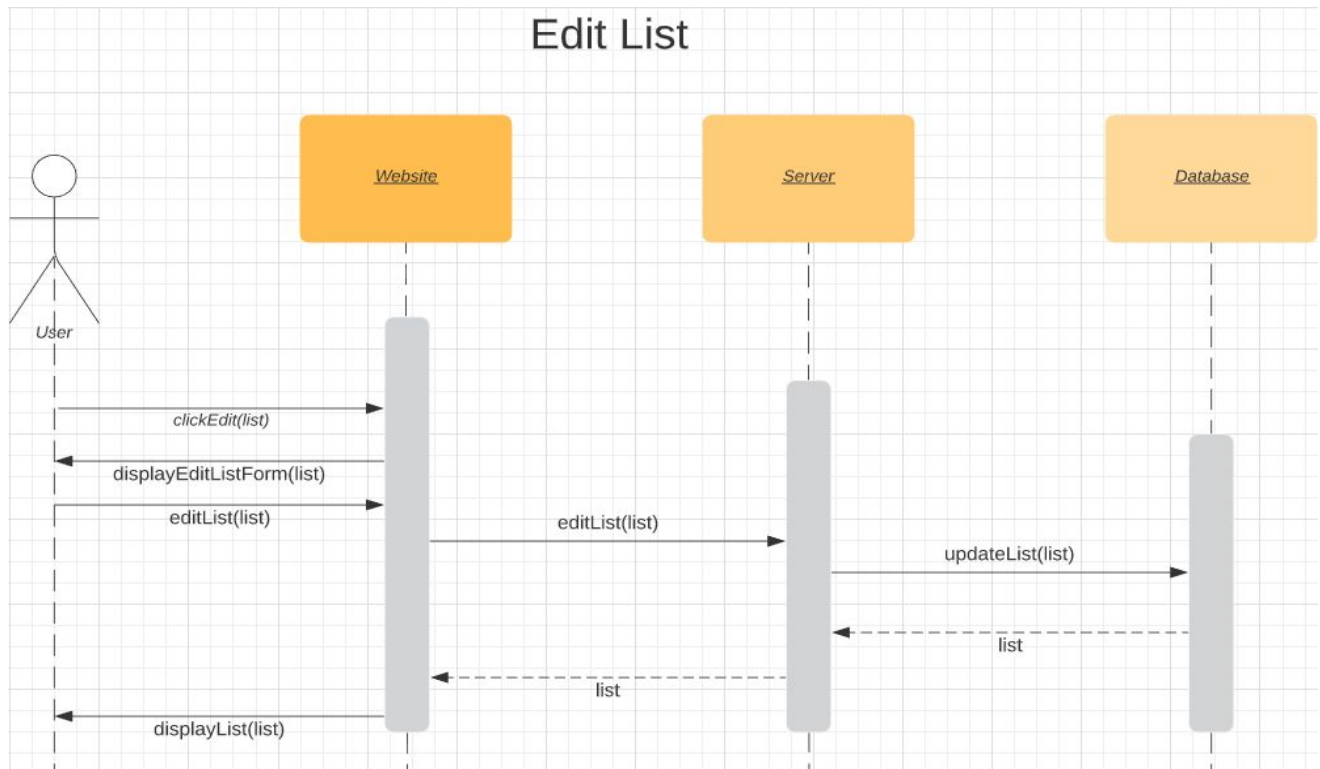 Edit List
Website
Server
Database
User
clickEdit(list)
displayEditListForm(list)
editList(list)
editList(list)
updateList(list)
list
list
displayList(list)